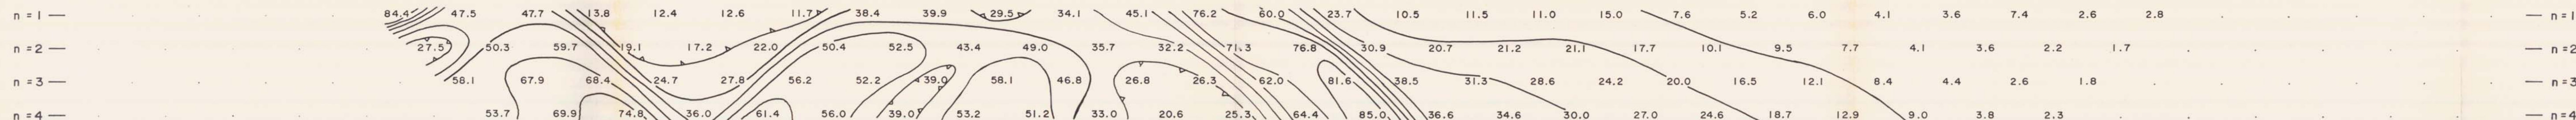 n = 1 84.4 47.5 47.7 13.8 12.4 12.6 11.7 38.4 39.9 29.5 34.1 45.1 76.2 60.0 23.7 10.5 11.5 11.0 15.0 7.6 5.2 6.0 4.1 3.6 7.4 2.6 2.8 n = 1
n = 2 27.5 50.3 59.7 19.1 17.2 22.0 50.4 52.5 43.4 49.0 35.7 32.2 71.3 76.8 30.9 20.7 21.2 21.1 17.7 10.1 9.5 7.7 4.1 3.6 2.2 1.7 n = 2
n = 3 58.1 67.9 68.4 24.7 27.8 56.2 52.2 39.0 58.1 46.8 26.8 26.3 62.0 81.6 38.5 31.3 28.6 24.2 20.0 16.5 12.1 8.4 4.4 2.6 1.8 n = 3
n = 4 53.7 69.9 74.8 36.0 61.4 56.0 39.0 53.2 51.2 33.0 20.6 25.3 64.4 85.0 36.6 34.6 30.0 27.0 24.6 18.7 12.9 9.0 3.8 2.3 n = 4